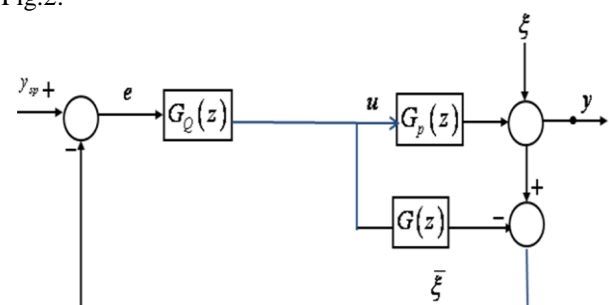 Fig.2.
ξ
y_sp + e G_Q(z) u G_p(z) y
-
+
G(z) -
ξ̄